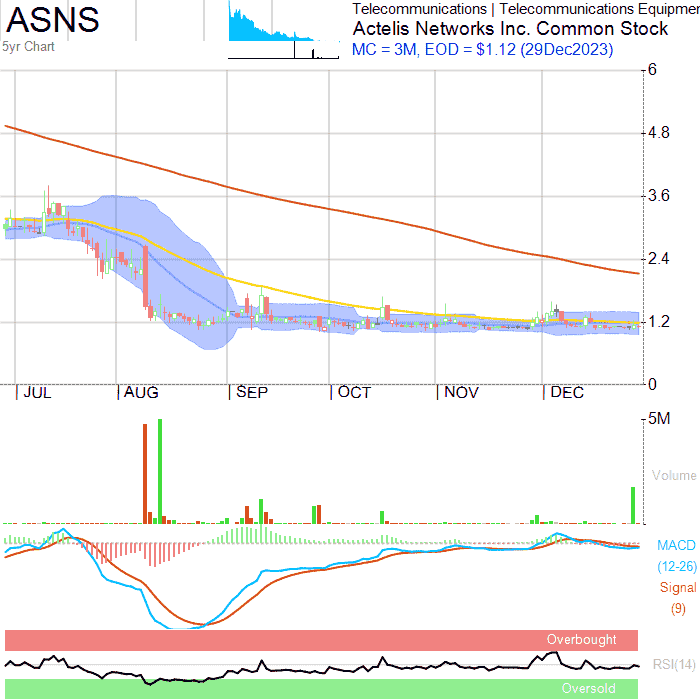 ASNS
5yr Chart
Telecommunications | Telecommunications Equipmen
Actelis Networks Inc. Common Stock
MC = 3M, EOD = $1.12 (29Dec2023)
6
4.8
3.6
2.4
1.2
0
JUL AUG SEP OCT NOV DEC
5M
Volume
MACD
(12-26)
Signal
(9)
Overbought
RSI(14)
Oversold